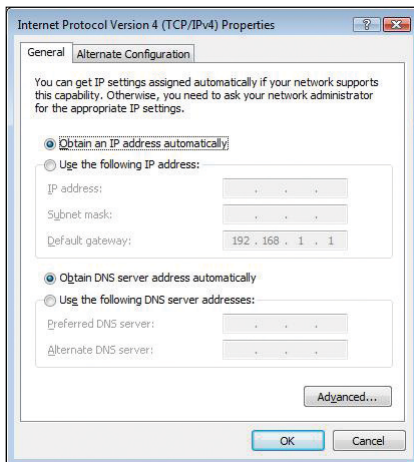 Internet Protocol Version 4 (TCP/IPv4) Properties
General
Alternate Configuration
You can get IP settings assigned automatically if your network supports
this capability. Otherwise, you need to ask your network administrator
for the appropriate IP settings.
Obtain an IP address automatically
Use the following IP address:
IP address:
Subnet mask:
Default gateway: 192 . 168 . 1 . 1
Obtain DNS server address automatically
Use the following DNS server addresses:
Preferred DNS server:
Alternate DNS server:
Advanced...
OK
Cancel